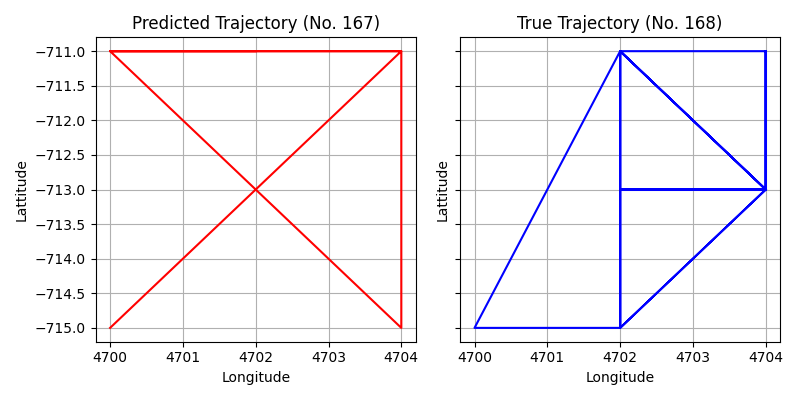 Predicted Trajectory (No. 167)
True Trajectory (No. 168)
−711.0
−711.5
−712.0
−712.5
−713.0
−713.5
−714.0
−714.5
−715.0
Lattitude
Lattitude
4700 4701 4702 4703 4704
4700 4701 4702 4703 4704
Longitude
Longitude